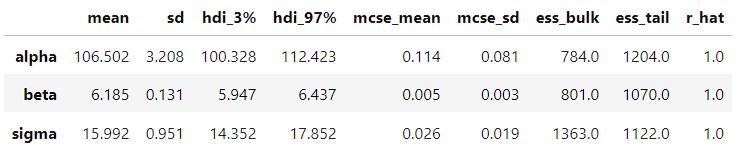 mean sd hdi_3% hdi_97% mcse_mean mcse_sd ess_bulk ess_tail r_hat
alpha 106.502 3.208 100.328 112.423 0.114 0.081 784.0 1204.0 1.0
beta 6.185 0.131 5.947 6.437 0.005 0.003 801.0 1070.0 1.0
sigma 15.992 0.951 14.352 17.852 0.026 0.019 1363.0 1122.0 1.0